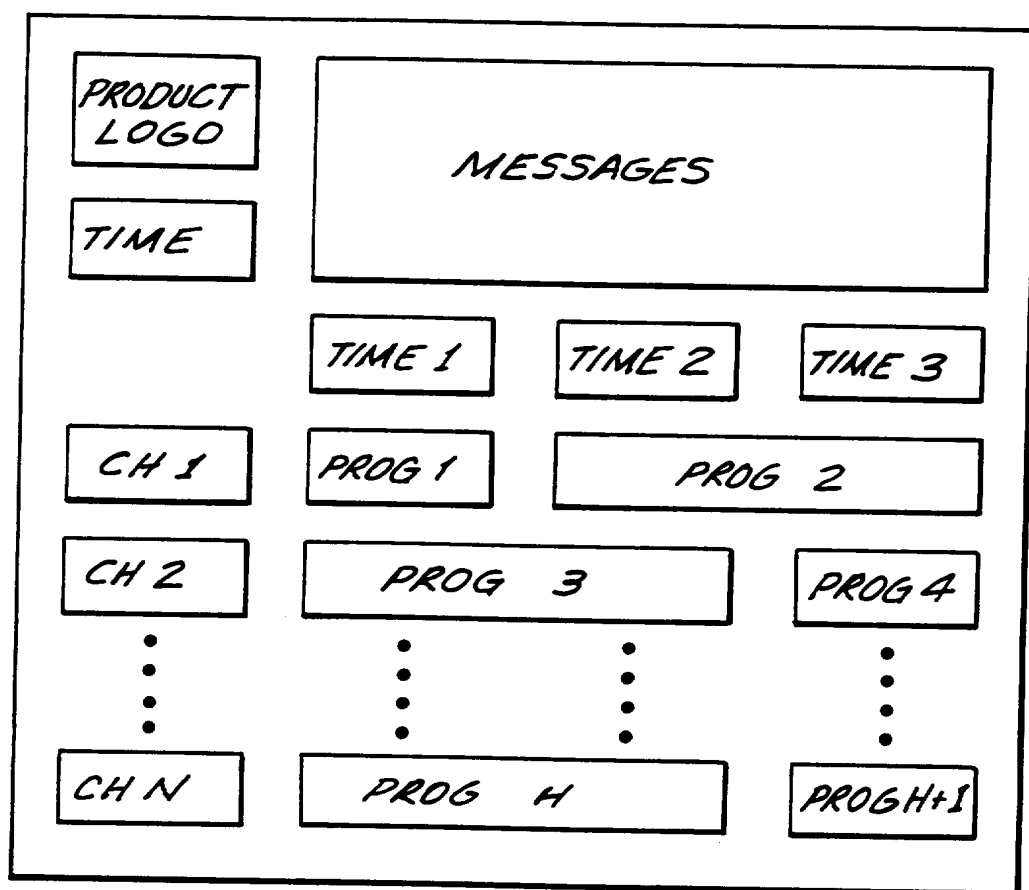 PRODUCT
LOGO
MESSAGES
TIME
TIME 1
TIME 2
TIME 3
CH 1
PROG 1
PROG 2
CH 2
PROG 3
PROG 4
CH N
PROG H
PROG H+1